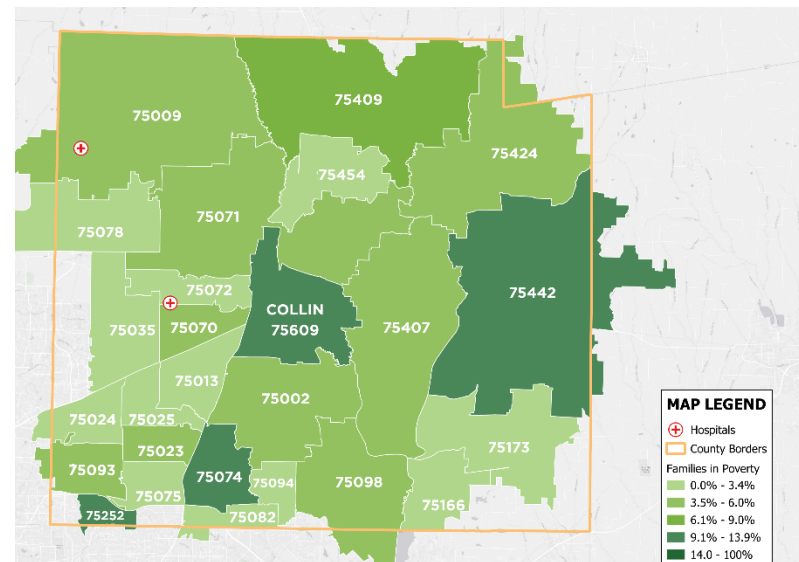 75409
75009
75424
75454
75071
75078
75442
75072
COLLIN
75609
75035
75070
75407
75013
75002
75024
75025
75023
75173
75093
75074
75098
75094
75075
75166
75252
75082
MAP LEGEND
Hospitals
County Borders
Families in Poverty
0.0% - 3.4%
3.5% - 6.0%
6.1% - 9.0%
9.1% - 13.9%
14.0 - 100%